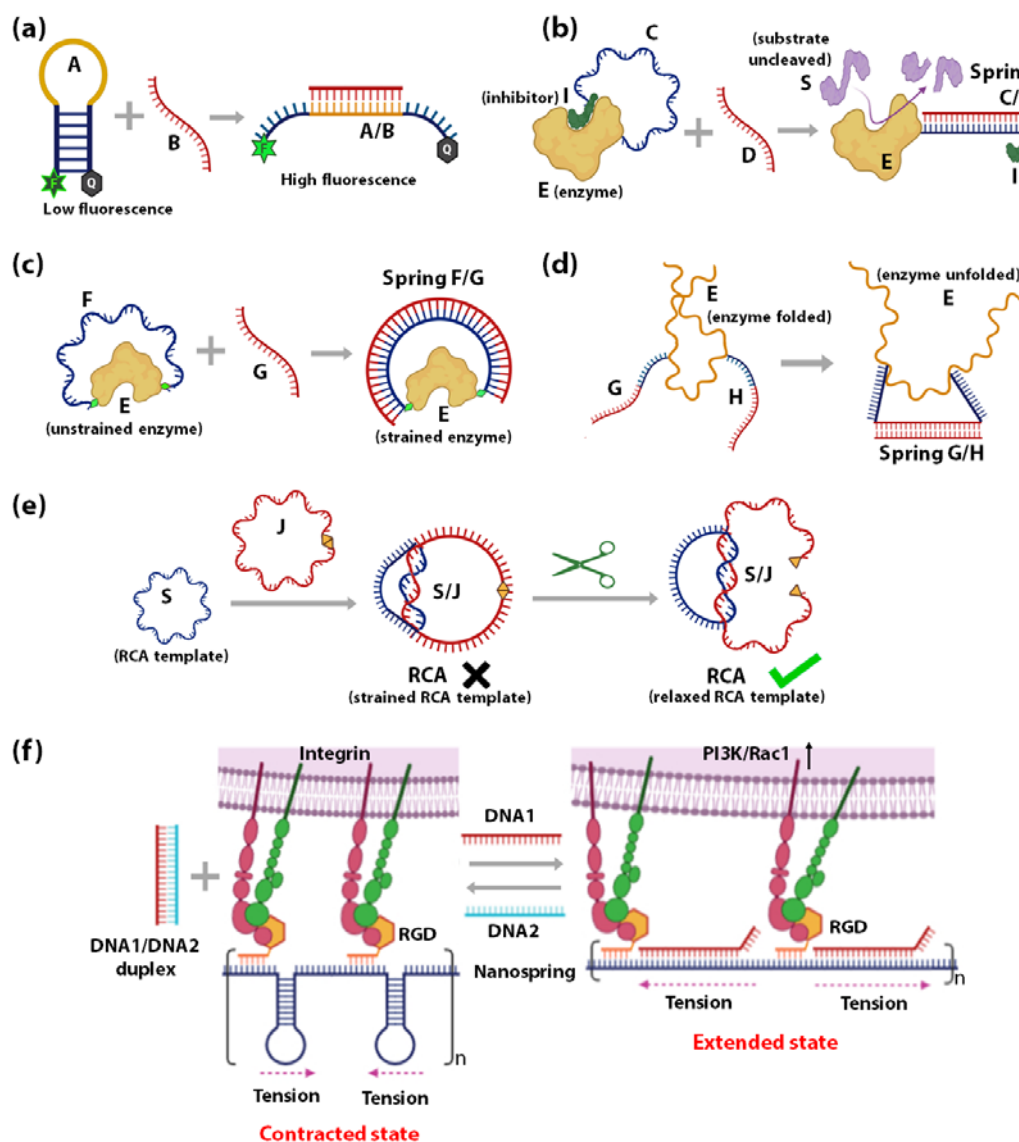 (a)
A
B
F
Q
Low fluorescence
A/B
F
Q
High fluorescence
(b)
C
(inhibitor) I
E (enzyme)
D
(substrate
uncleaved)
S
Spring
C/
E
I
(c)
F
E
(unstrained enzyme)
G
Spring F/G
E
(strained enzyme)
(d)
E
(enzyme folded)
G
H
(enzyme unfolded)
E
Spring G/H
(e)
S
(RCA template)
J
S/J
RCA
(strained RCA template)
S/J
RCA
(relaxed RCA template)
(f)
DNA1/DNA2
duplex
Integrin
RGD
Nanospring
n
Tension
Tension
Contracted state
DNA1
DNA2
PI3K/Rac1
RGD
n
Tension
Tension
Extended state